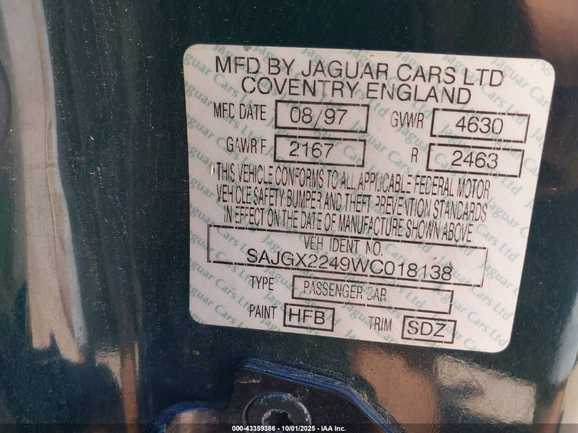 MFD BY JAGUAR CARS LTD
COVENTRY ENGLAND
MFC DATE 08/97 GVWR 4630
GAWR F. 2167 R 2463
THIS VEHICLE CONFORMS TO ALL APPLICABLE FEDERAL MOTOR
VEHICLE SAFETY BUMPER AND THEFT PREVENTION STANDARDS
IN EFFECT ON THE DATE OF MANUFACTURE SHOWN ABOVE
VEH IDENT NO.
SAJGX2249WC018138
TYPE PASSENGER CAR
PAINT HFB TRIM SDZ
000-43359386 - 10/01/2025 - IAA Inc.